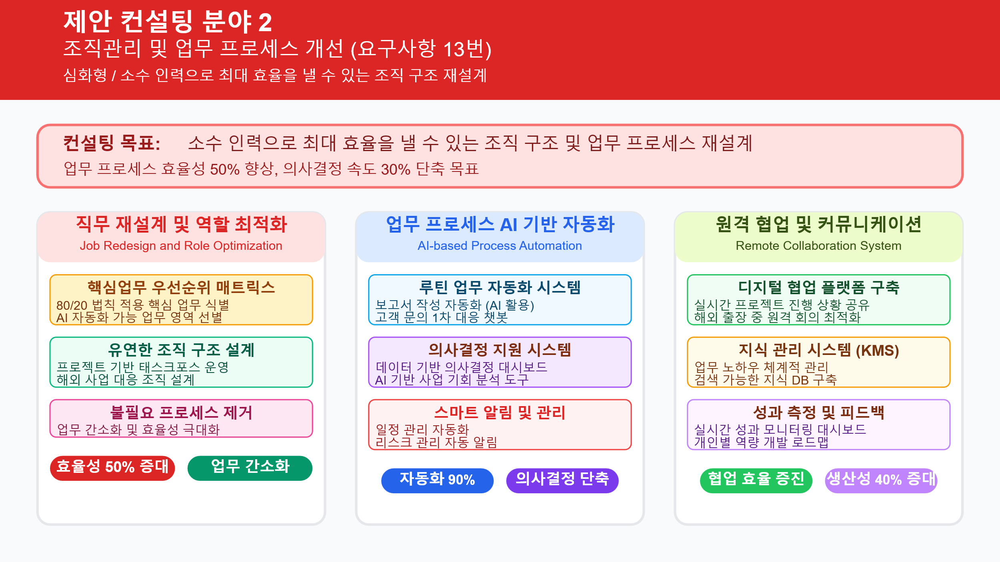 제안 컨설팅 분야 2
조직관리 및 업무 프로세스 개선 (요구사항 13번)
심화형 / 소수 인력으로 최대 효율을 낼 수 있는 조직 구조 재설계
컨설팅 목표: 소수 인력으로 최대 효율을 낼 수 있는 조직 구조 및 업무 프로세스 재설계
업무 프로세스 효율성 50% 향상, 의사결정 속도 30% 단축 목표
직무 재설계 및 역할 최적화
Job Redesign and Role Optimization
핵심업무 우선순위 매트릭스
80/20 법칙 적용 핵심 업무 식별
AI 자동화 가능 업무 영역 선별
유연한 조직 구조 설계
프로젝트 기반 태스크포스 운영
해외 사업 대응 조직 설계
불필요 프로세스 제거
업무 간소화 및 효율성 극대화
효율성 50% 증대
업무 간소화
업무 프로세스 AI 기반 자동화
AI-based Process Automation
루틴 업무 자동화 시스템
보고서 작성 자동화 (AI 활용)
고객 문의 1차 대응 챗봇
의사결정 지원 시스템
데이터 기반 의사결정 대시보드
AI 기반 사업 기회 분석 도구
스마트 알림 및 관리
일정 관리 자동화
리스크 관리 자동 알림
자동화 90%
의사결정 단축
원격 협업 및 커뮤니케이션
Remote Collaboration System
디지털 협업 플랫폼 구축
실시간 프로젝트 진행 상황 공유
해외 출장 중 원격 회의 최적화
지식 관리 시스템 (KMS)
업무 노하우 체계적 관리
검색 가능한 지식 DB 구축
성과 측정 및 피드백
실시간 성과 모니터링 대시보드
개인별 역량 개발 로드맵
협업 효율 증진
생산성 40% 증대